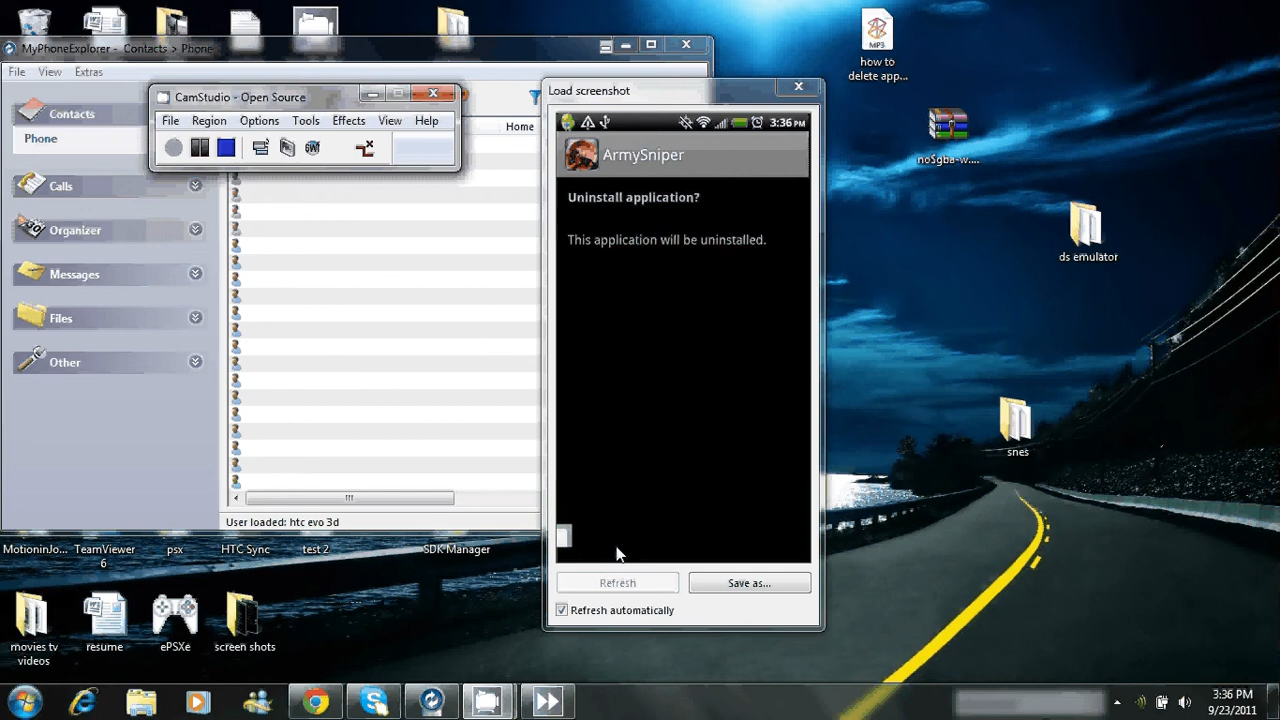 MyPhoneExplorer - Contacts > Phone
File View Extras
Contacts
Phone
Calls
Organizer
Messages
Files
Other
Home
User loaded: htc evo 3d
CamStudio - Open Source
File Region Options Tools Effects View Help
Load screenshot
3:36 PM
ArmySniper
Uninstall application?
This application will be uninstalled.
Refresh
Save as...
Refresh automatically
MP3
how to
delete app...
no$gba-w....
ds emulator
snes
MotioninJo...
TeamViewer
6
psx
HTC Sync
test 2
SDK Manager
movies tv
videos
resume
ePSXe
screen shots
3:36 PM
9/23/2011